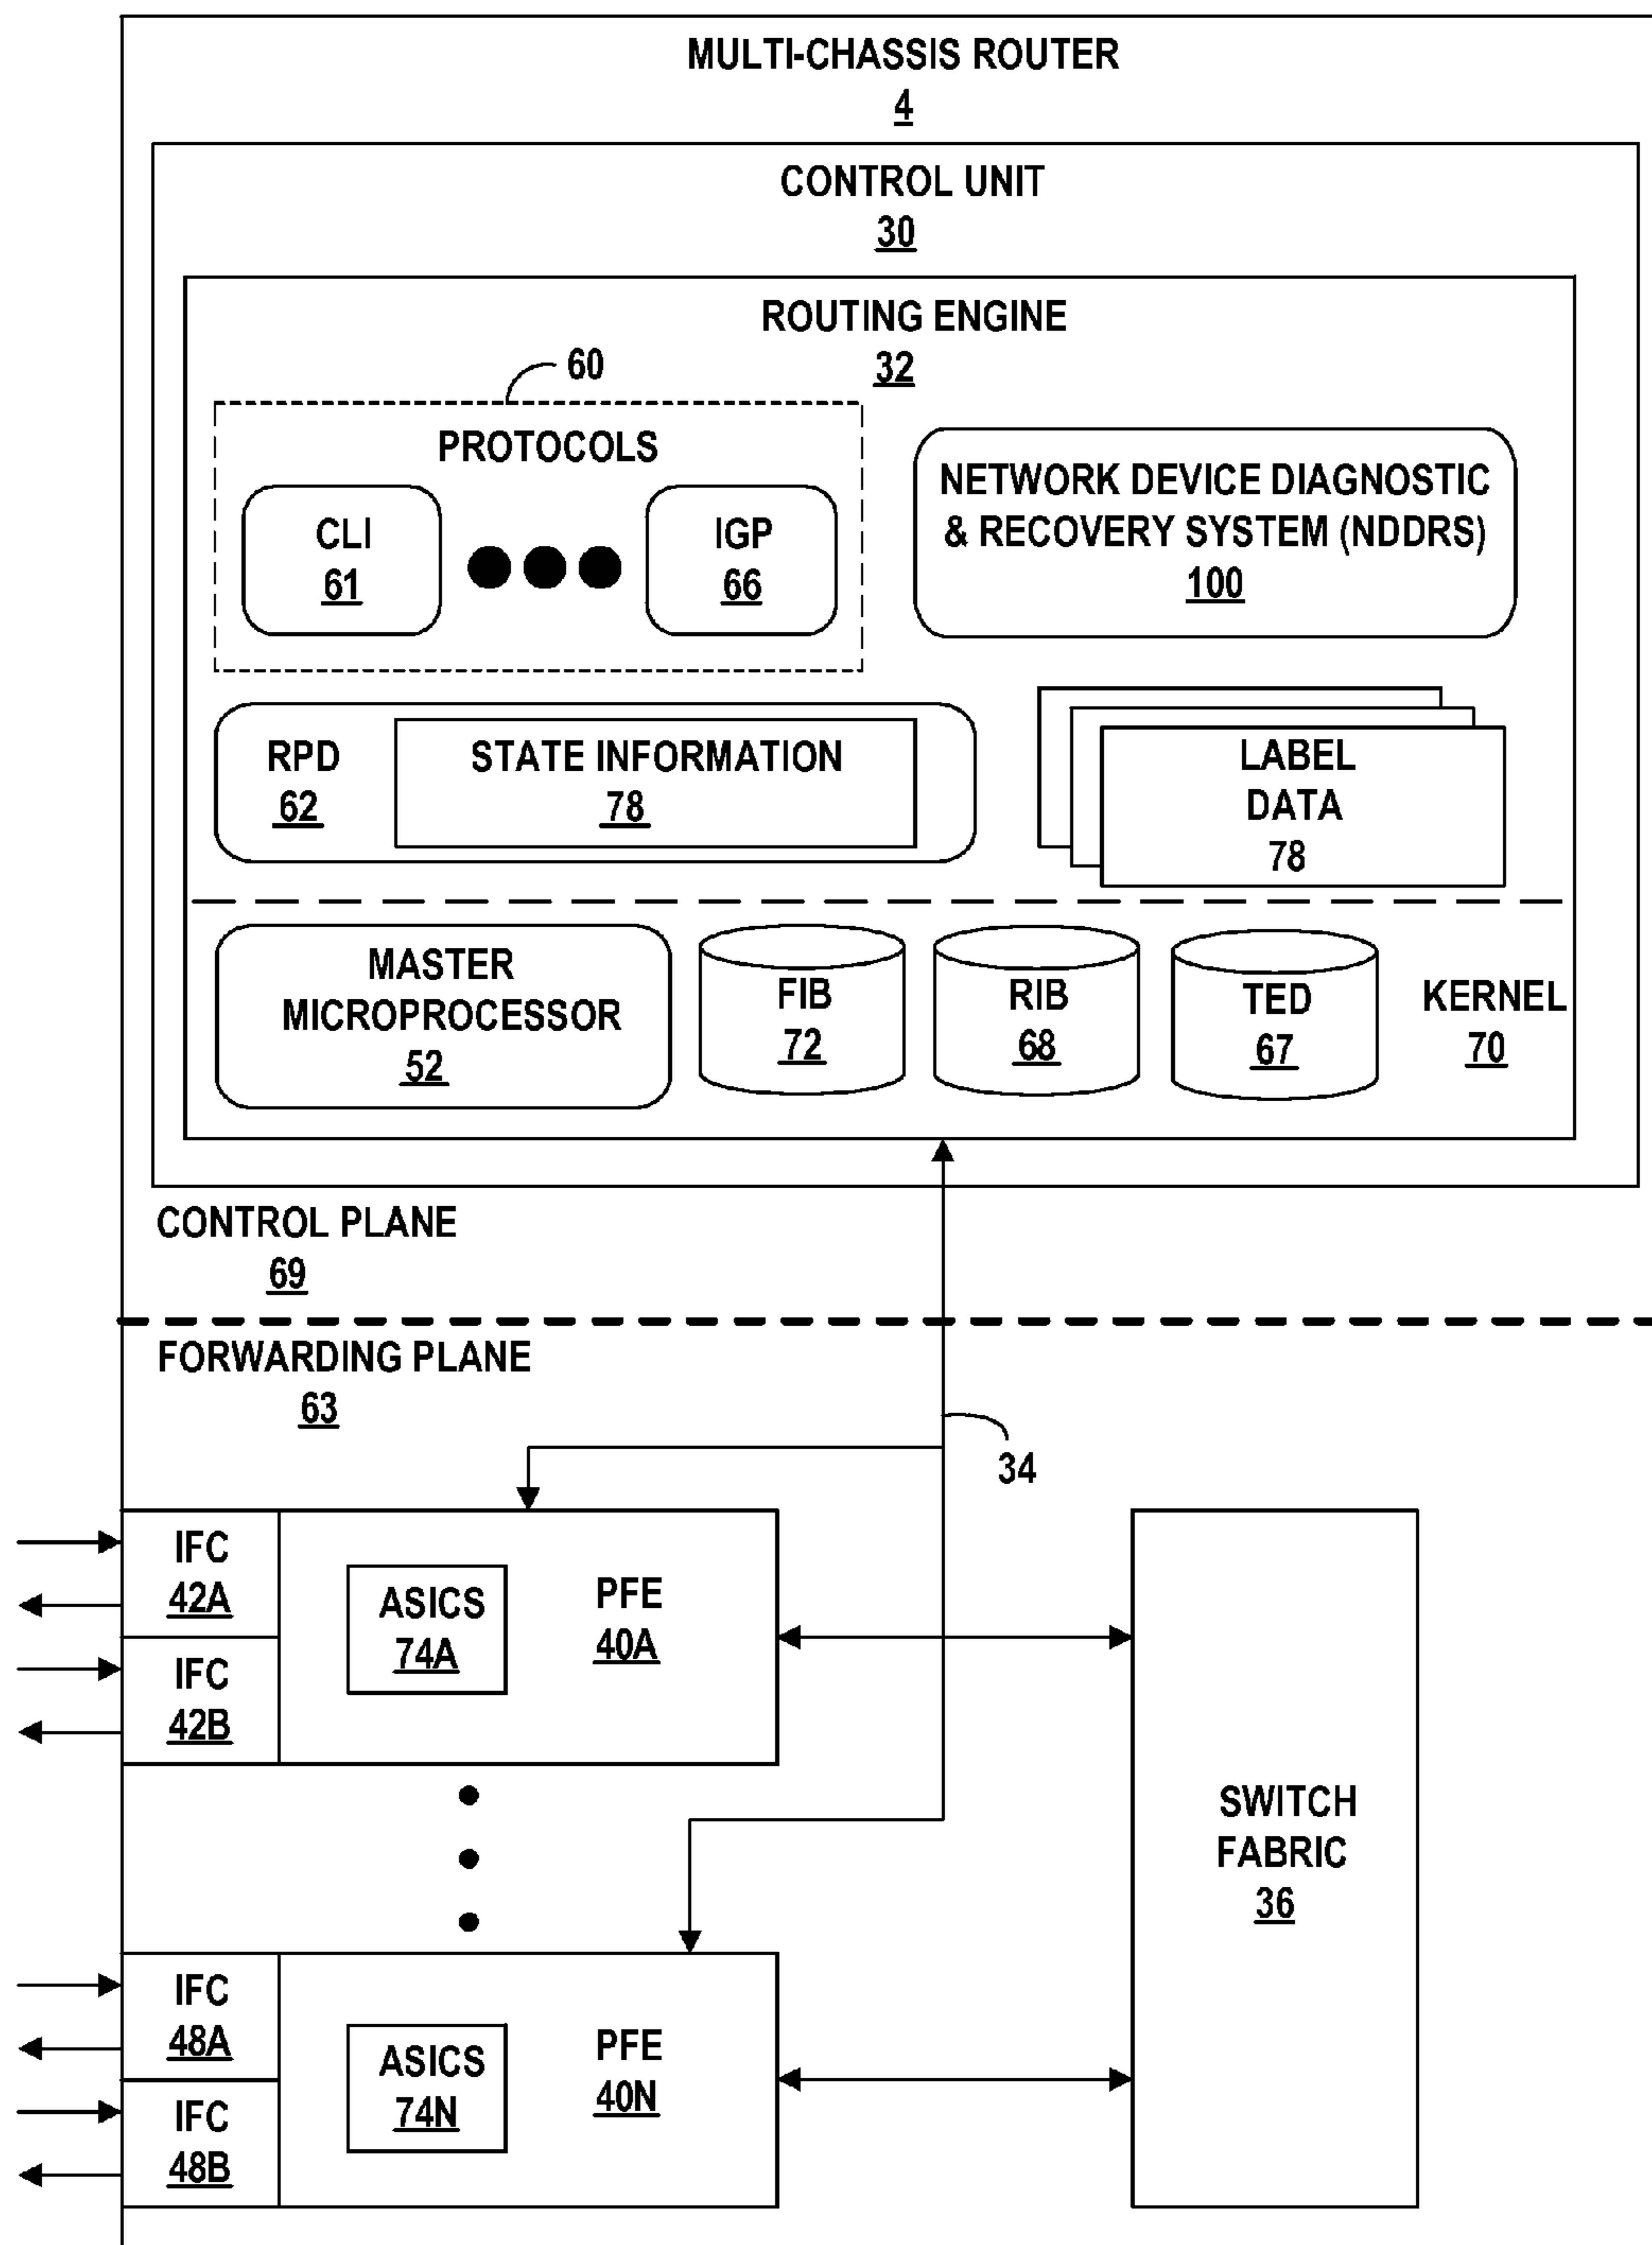 MULTI-CHASSIS ROUTER
4
CONTROL UNIT
30
ROUTING ENGINE
32
60
PROTOCOLS
CLI
61
IGP
66
NETWORK DEVICE DIAGNOSTIC
& RECOVERY SYSTEM (NDDRS)
100
RPD
62
STATE INFORMATION
78
LABEL
DATA
78
MASTER
MICROPROCESSOR
52
FIB
72
RIB
68
TED
67
KERNEL
70
CONTROL PLANE
69
FORWARDING PLANE
63
34
IFC
42A
IFC
42B
ASICS
74A
PFE
40A
SWITCH
FABRIC
36
IFC
48A
IFC
48B
ASICS
74N
PFE
40N